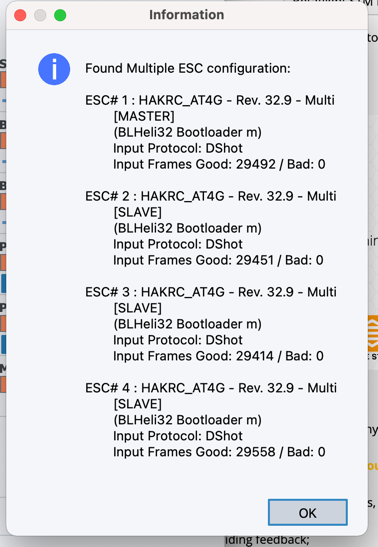 Information
Found Multiple ESC configuration:
ESC# 1 : HAKRC_AT4G - Rev. 32.9 - Multi
[MASTER]
(BLHeli32 Bootloader m)
Input Protocol: DShot
Input Frames Good: 29492 / Bad: 0
ESC# 2 : HAKRC_AT4G - Rev. 32.9 - Multi
[SLAVE]
(BLHeli32 Bootloader m)
Input Protocol: DShot
Input Frames Good: 29451 / Bad: 0
ESC# 3 : HAKRC_AT4G - Rev. 32.9 - Multi
[SLAVE]
(BLHeli32 Bootloader m)
Input Protocol: DShot
Input Frames Good: 29414 / Bad: 0
ESC# 4 : HAKRC_AT4G - Rev. 32.9 - Multi
[SLAVE]
(BLHeli32 Bootloader m)
Input Protocol: DShot
Input Frames Good: 29558 / Bad: 0
OK
lding feedback;